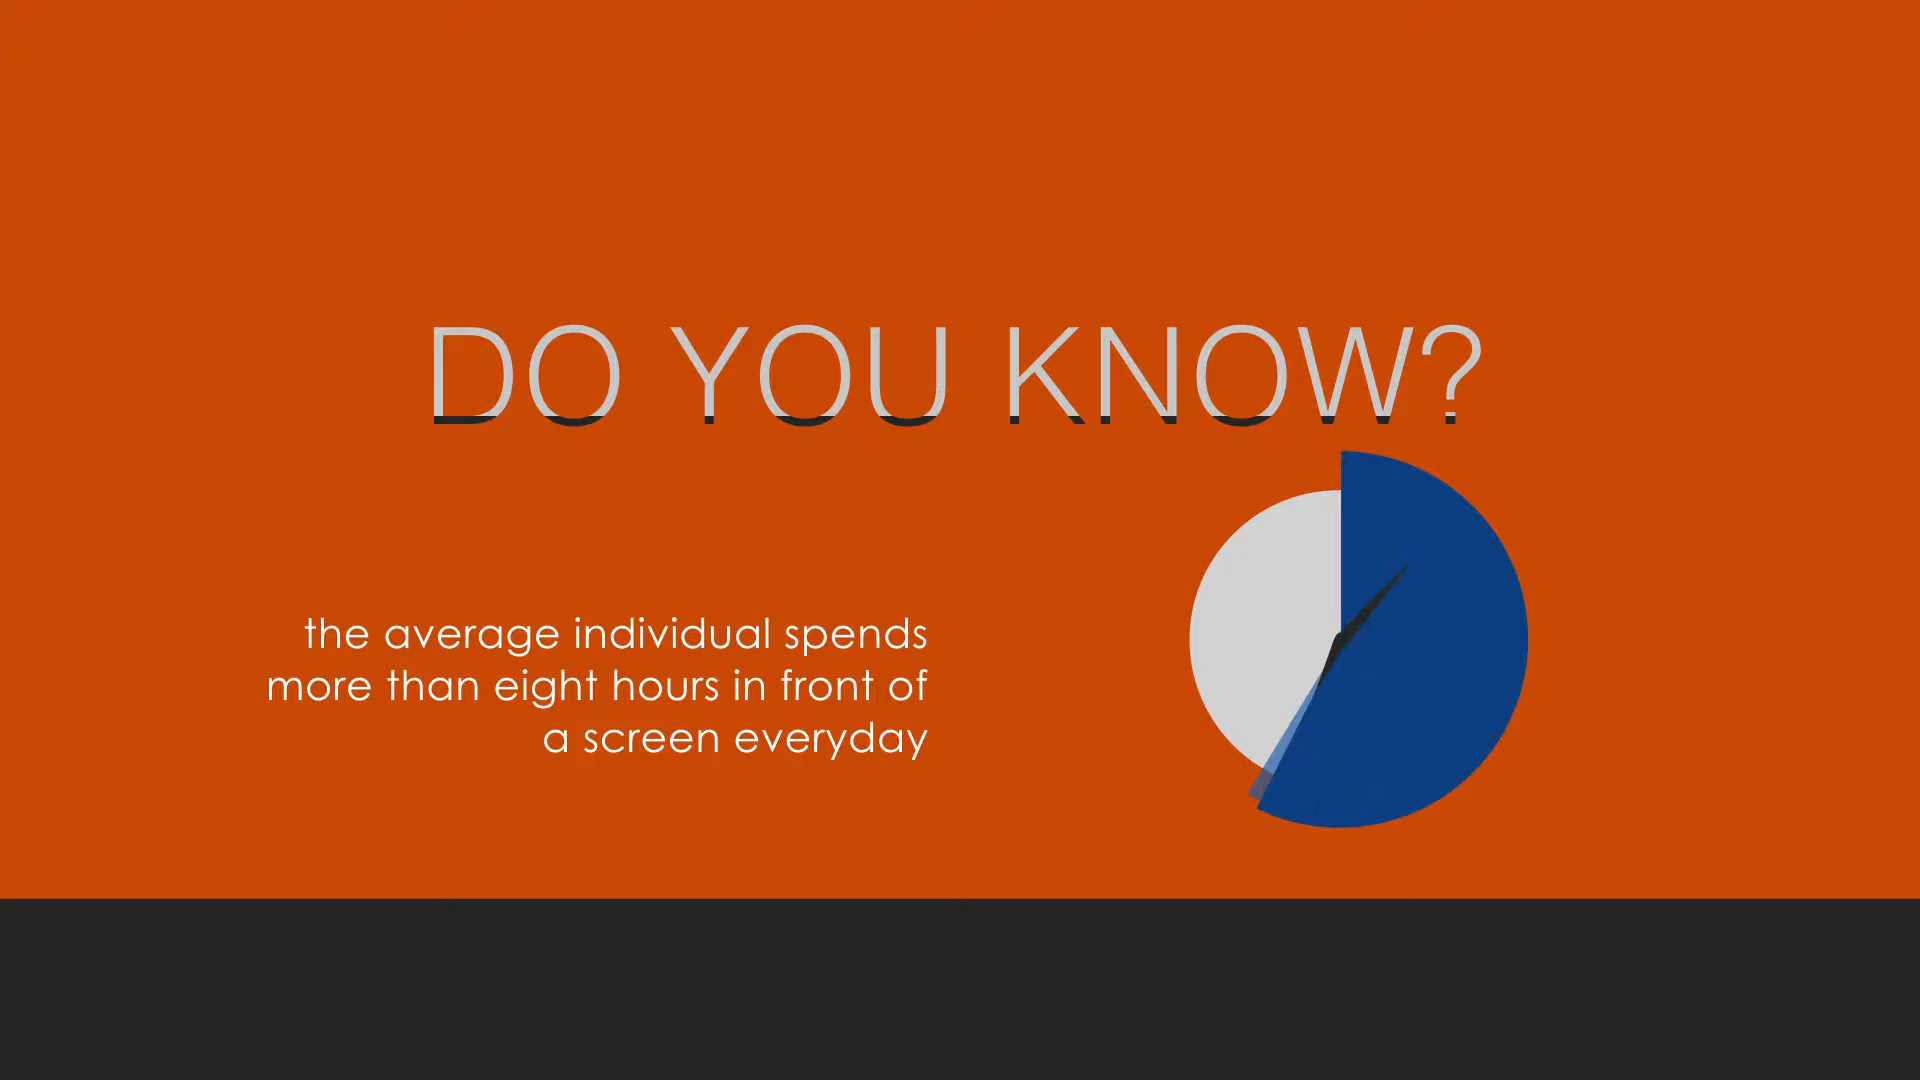 DO YOU KNOW?
the average individual spends
more than eight hours in front of
a screen everyday